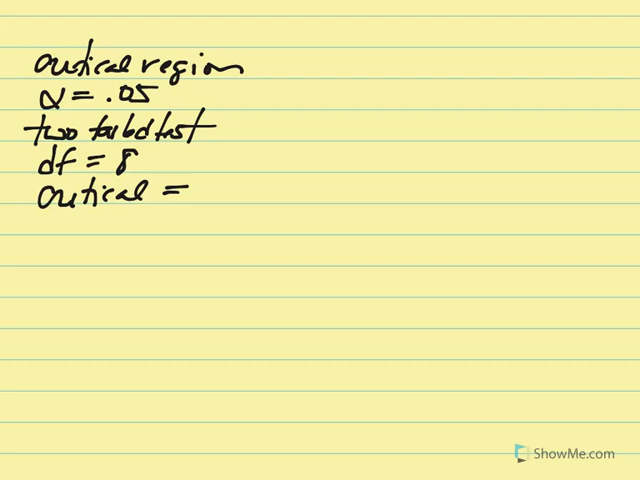 critical region
α = .05
two tailed test
df = 8
critical =
ShowMe.com